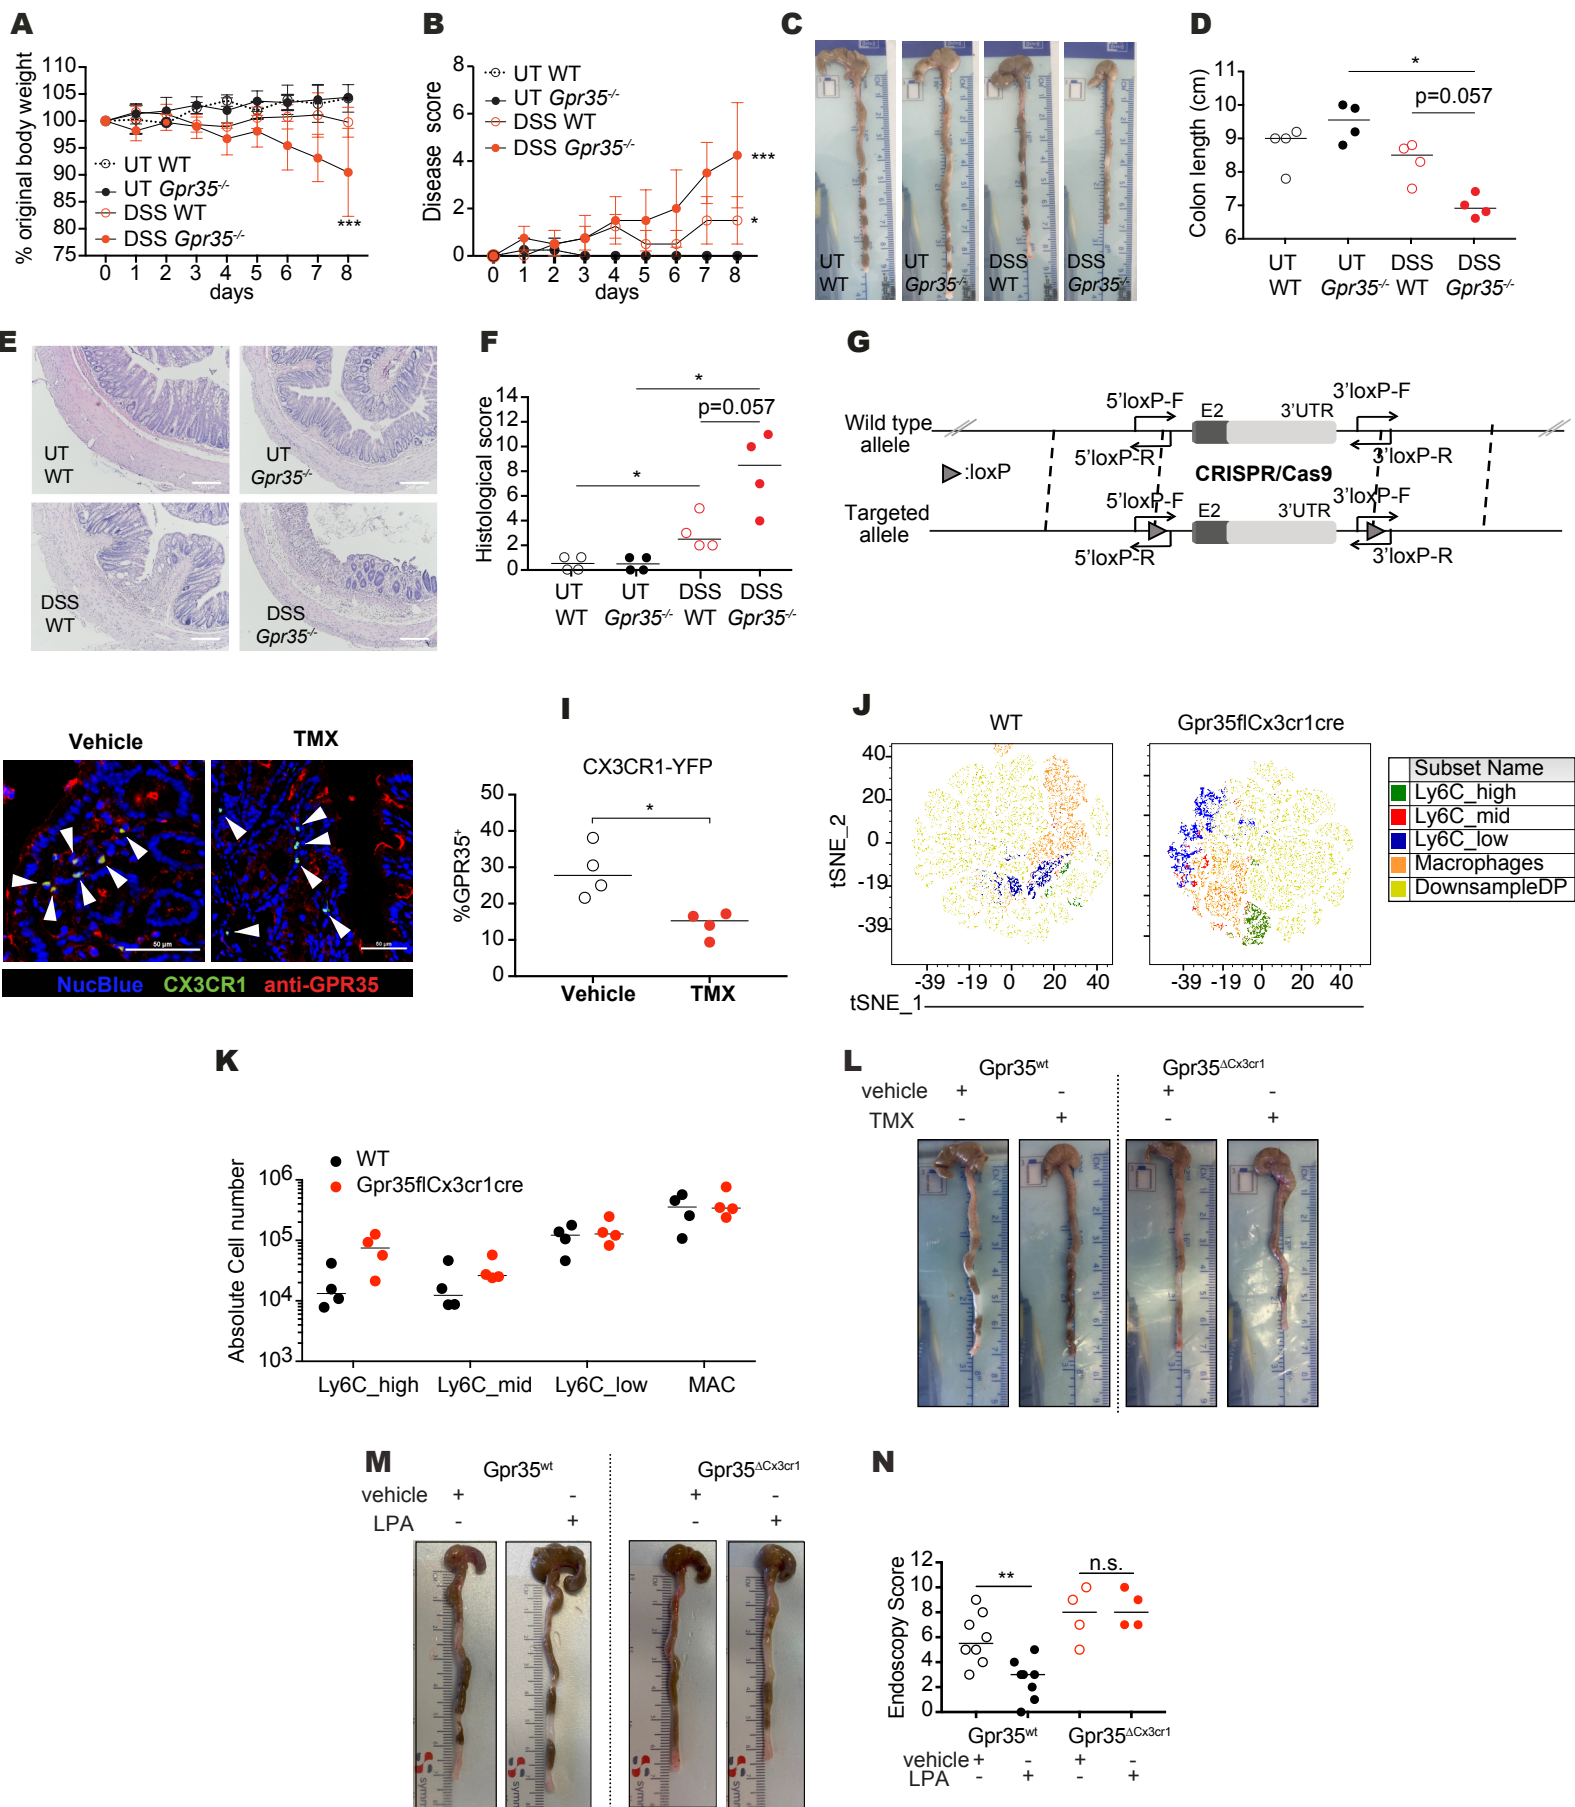 A
% original body weight
110
105
100
95
90
85
80
75
UT WT
UT Gpr35-/-
DSS WT
DSS Gpr35-/-
***
0 1 2 3 4 5 6 7 8
days
B
Disease score
8
6
4
2
0
UT WT
UT Gpr35-/-
DSS WT
DSS Gpr35-/-
***
*
0 1 2 3 4 5 6 7 8
days
C
UT
WT
UT
Gpr35-/-
DSS
WT
DSS
Gpr35-/-
D
Colon length (cm)
11
10
9
8
7
6
*
p=0.057
UT
WT
UT
Gpr35-/-
DSS
WT
DSS
Gpr35-/-
E
UT
WT
UT
Gpr35-/-
DSS
WT
DSS
Gpr35-/-
F
Histological score
14
12
10
8
6
4
2
0
*
p=0.057
*
UT
WT
UT
Gpr35-/-
DSS
WT
DSS
Gpr35-/-
G
Wild type
allele
5'loxP-F
E2
3'UTR
3'loxP-F
5'loxP-R
3'loxP-R
:loxP
CRISPR/Cas9
Targeted
allele
5'loxP-F
E2
3'UTR
3'loxP-F
5'loxP-R
3'loxP-R
Vehicle
TMX
50 µm
50 µm
NucBlue CX3CR1 anti-GPR35
I
CX3CR1-YFP
%GPR35+
50
40
30
20
10
0
*
Vehicle
TMX
J
WT
Gpr35flCx3cr1cre
tSNE_2
40
20
0
-19
-39
-39 -19 0 20 40
-39 -19 0 20 40
tSNE_1
Subset Name
Ly6C_high
Ly6C_mid
Ly6C_low
Macrophages
DownsampleDP
K
Absolute Cell number
WT
Gpr35flCx3cr1cre
10^6
10^5
10^4
10^3
Ly6C_high
Ly6C_mid
Ly6C_low
MAC
L
Gpr35wt
Gpr35ΔCx3cr1
vehicle + - + -
TMX - + - +
M
Gpr35wt
Gpr35ΔCx3cr1
vehicle + - + -
LPA - + - +
N
Endoscopy Score
12
10
8
6
4
2
0
**
n.s.
Gpr35wt
Gpr35ΔCx3cr1
vehicle + - + -
LPA - + - +